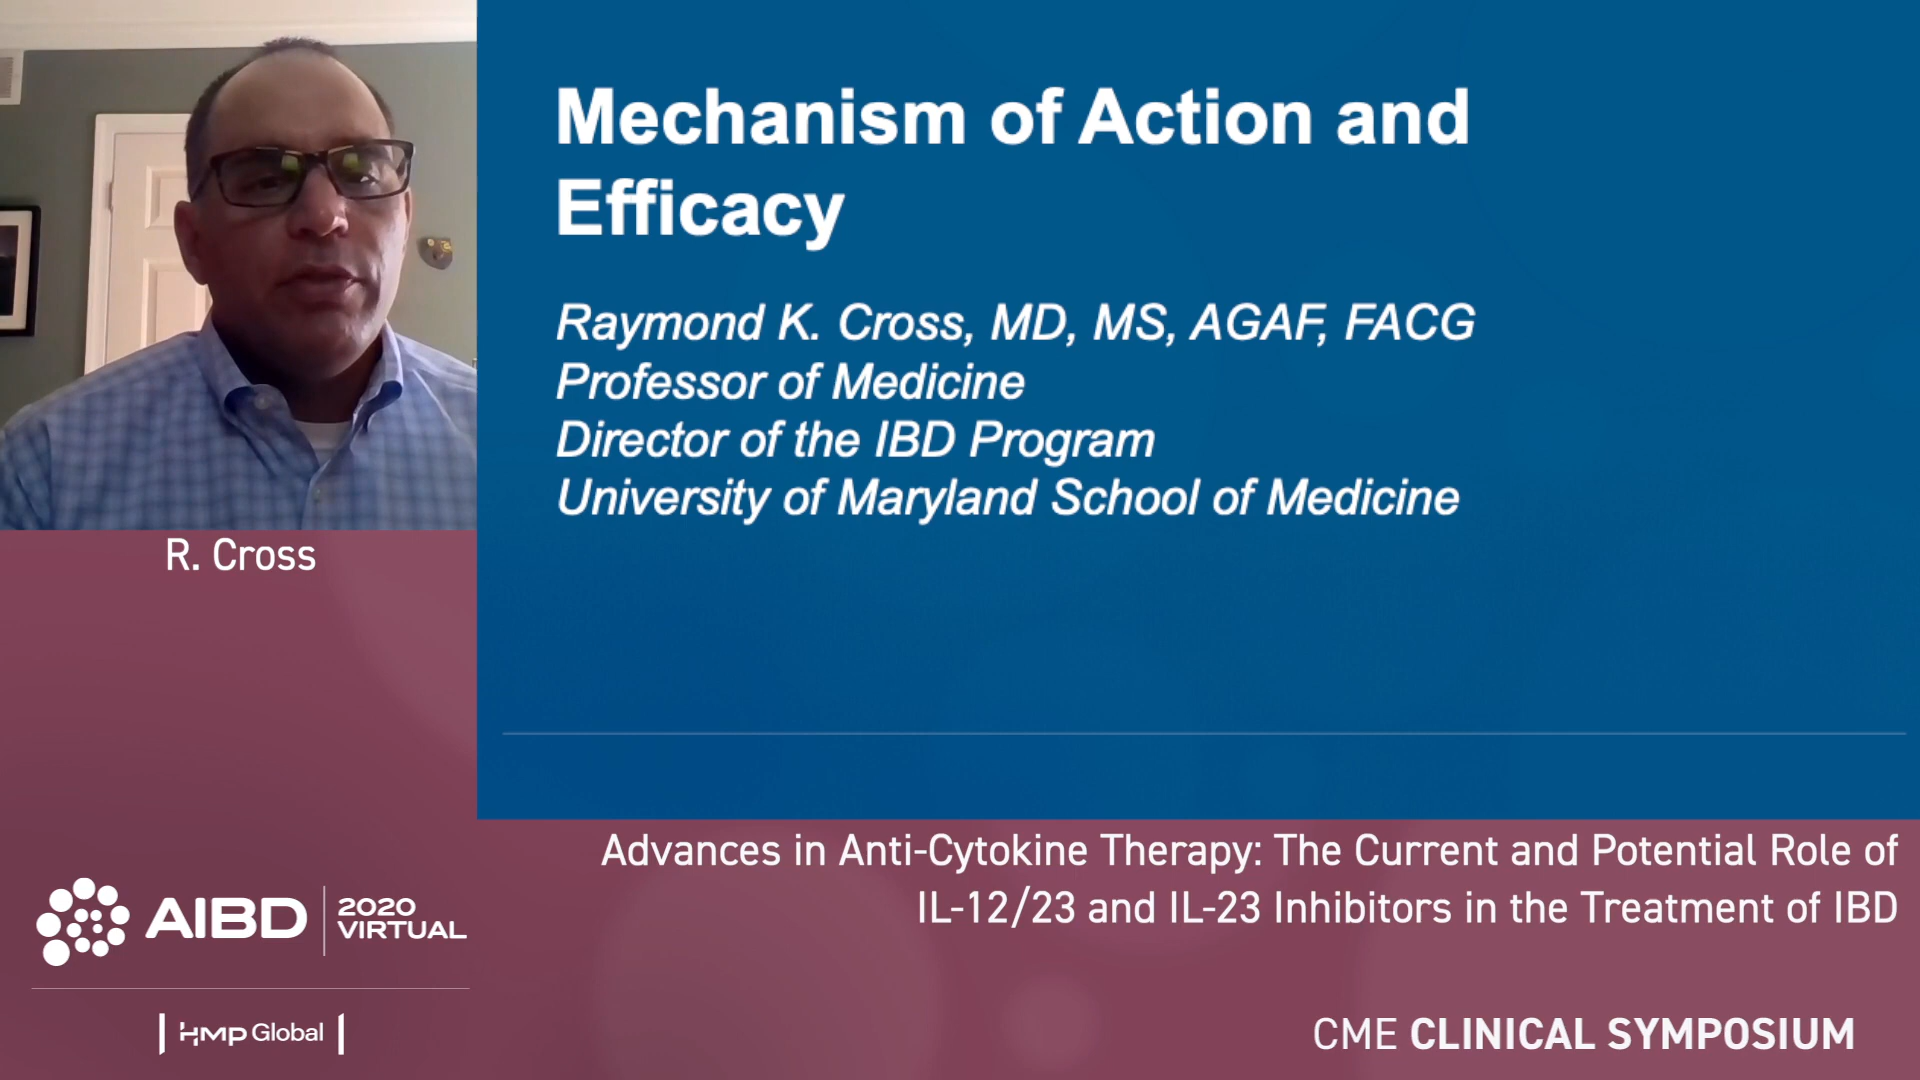 Mechanism of Action and
Efficacy
Raymond K. Cross, MD, MS, AGAF, FACG
Professor of Medicine
Director of the IBD Program
University of Maryland School of Medicine
R. Cross
Advances in Anti-Cytokine Therapy: The Current and Potential Role of
IL-12/23 and IL-23 Inhibitors in the Treatment of IBD
AIBD 2020
VIRTUAL
HMP Global
CME CLINICAL SYMPOSIUM